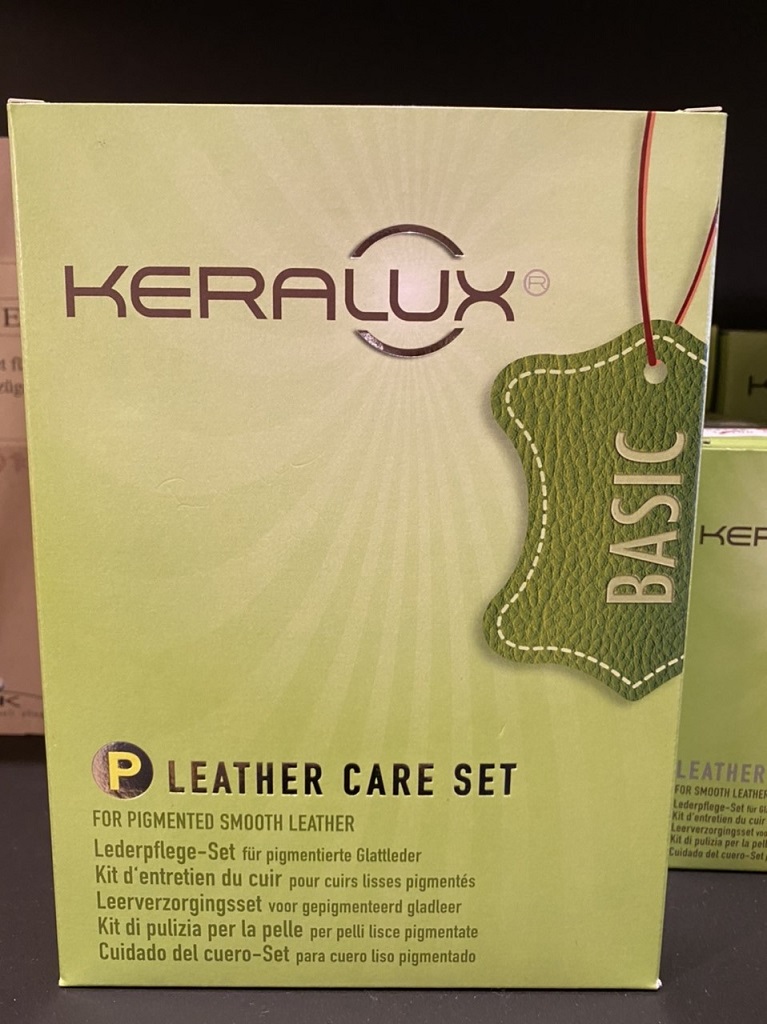 KERALUX®
BASIC
P LEATHER CARE SET
FOR PIGMENTED SMOOTH LEATHER
Lederpflege-Set für pigmentierte Glattleder
Kit d'entretien du cuir pour cuirs lisses pigmentés
Leerverzorgingsset voor gepigmenteerd gladleer
Kit di pulizia per la pelle per pelli lisce pigmentate
Cuidado del cuero-Set para cuero liso pigmentado
KER
LEATHER
FOR SMOOTH LEATHER
Lederpflege-Set für
Kit d'entretien du cuir
Leerverzorgingsset
Kit di pulizia per la pell
Cuidado del cuero-Set